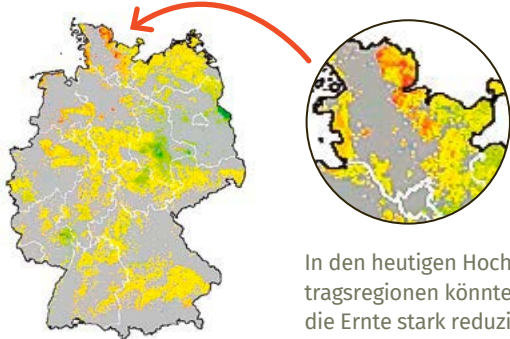 In den heutigen Hoch
tragsregionen könnte
die Ernte stark reduzi